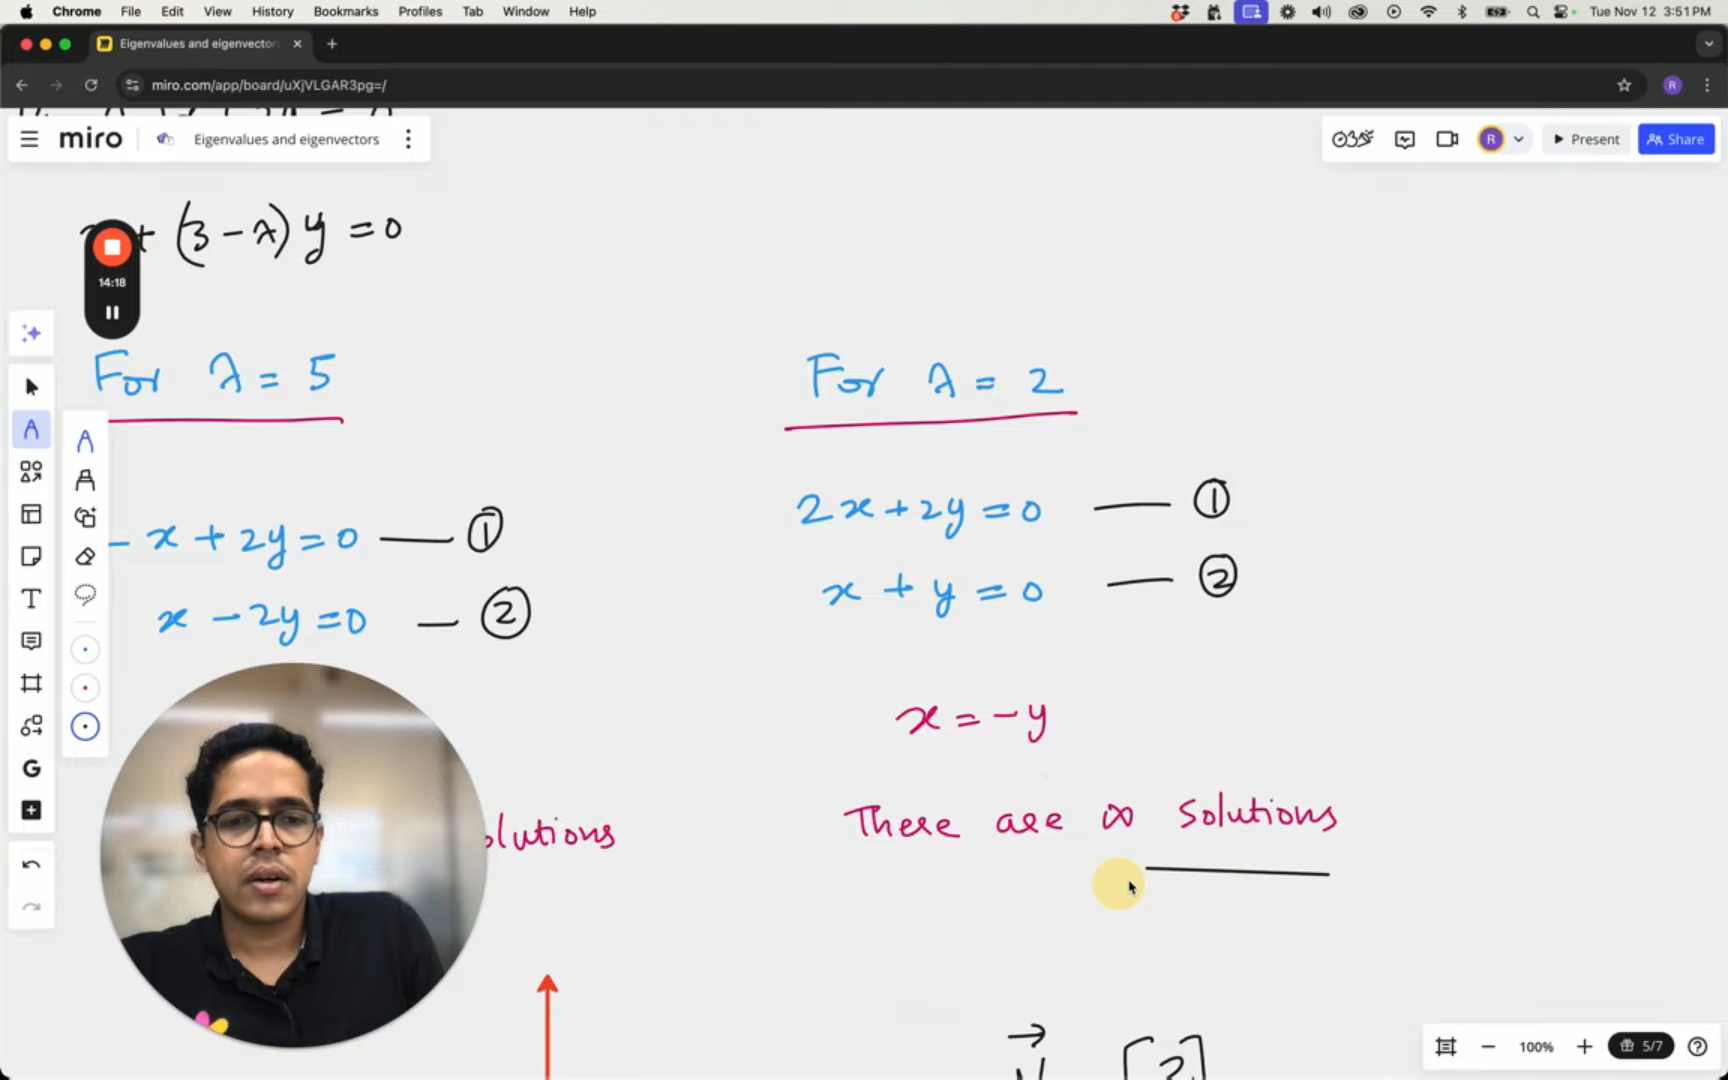 Chrome File Edit View History Bookmarks Profiles Tab Window Help Tue Nov 12 3:51 PM
Eigenvalues and eigenvector
miro.com/app/board/uXjVLGAR3pg=/
miro Eigenvalues and eigenvectors R Present Share
+ (3 - λ) y = 0
14:18
For λ = 5
For λ = 2
- x + 2y = 0 — ①
x - 2y = 0 — ②
2x + 2y = 0 — ①
x + y = 0 — ②
x = -y
olutions
There are ∞ solutions
T
G
100% 5/7